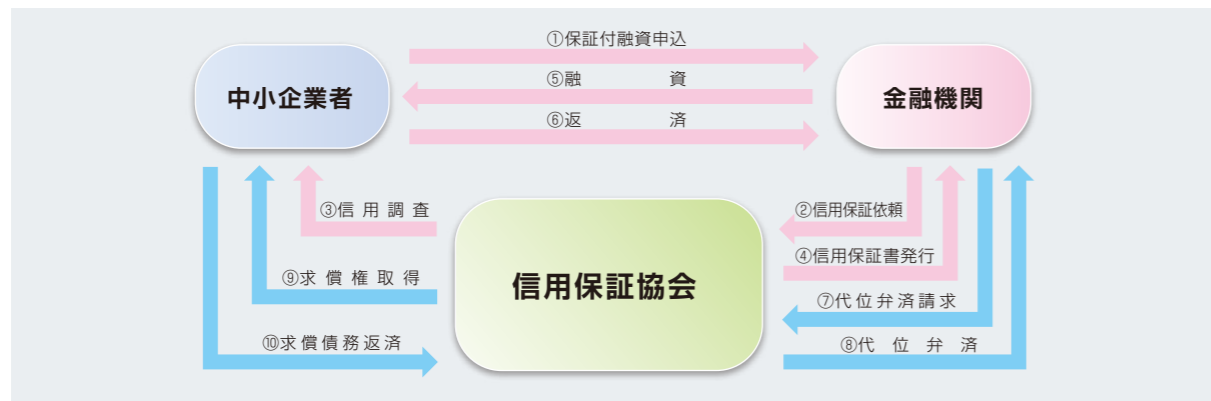 ①保証付融資申込
中小企業者
⑤融資
金融機関
⑥返済
③信用調査
②信用保証依頼
④信用保証書発行
⑨求償権取得
信用保証協会
⑦代位弁済請求
⑩求償債務返済
⑧代位弁済